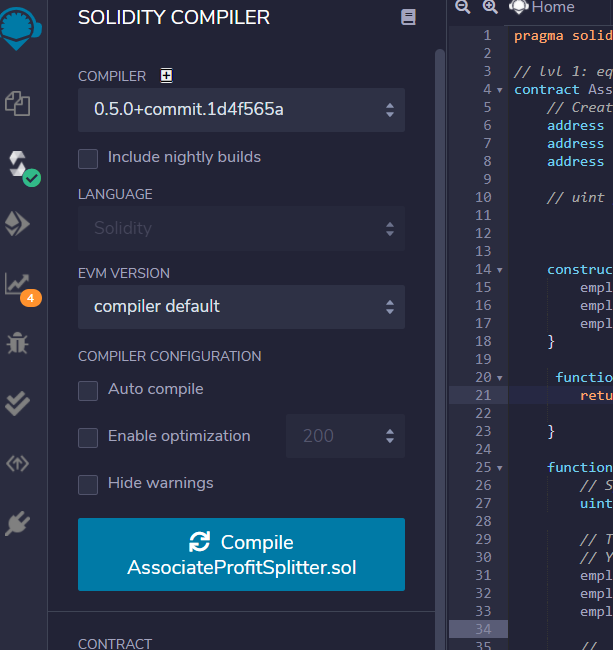 SOLIDITY COMPILER
COMPILER
0.5.0+commit.1d4f565a
Include nightly builds
LANGUAGE
Solidity
EVM VERSION
compiler default
COMPILER CONFIGURATION
Auto compile
Enable optimization
200
Hide warnings
Compile
AssociateProfitSplitter.sol
CONTRACT
4
Home
1 pragma solid
2
3 // lvl 1: eq
4 contract Ass
5 // Creat
6 address
7 address
8 address
9
10 // uint
11
12
13
14 construc
15 empl
16 empl
17 empl
18 }
19
20 functio
21 retu
22
23 }
24
25 function
26 // S
27 uint
28
29 // T
30 // Y
31 empl
32 empl
33 empl
34
35 //